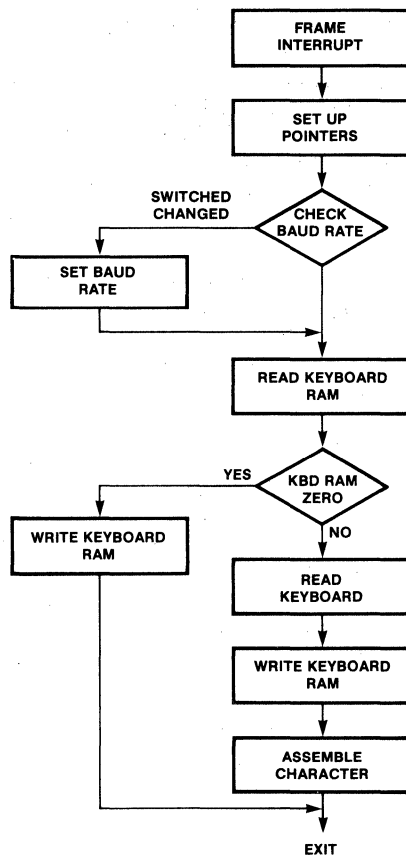 FRAME
INTERRUPT
SET UP
POINTERS
SWITCHED
CHANGED
CHECK
BAUD RATE
SET BAUD
RATE
READ KEYBOARD
RAM
YES
KBD RAM
ZERO
NO
WRITE KEYBOARD
RAM
READ
KEYBOARD
WRITE KEYBOARD
RAM
ASSEMBLE
CHARACTER
EXIT